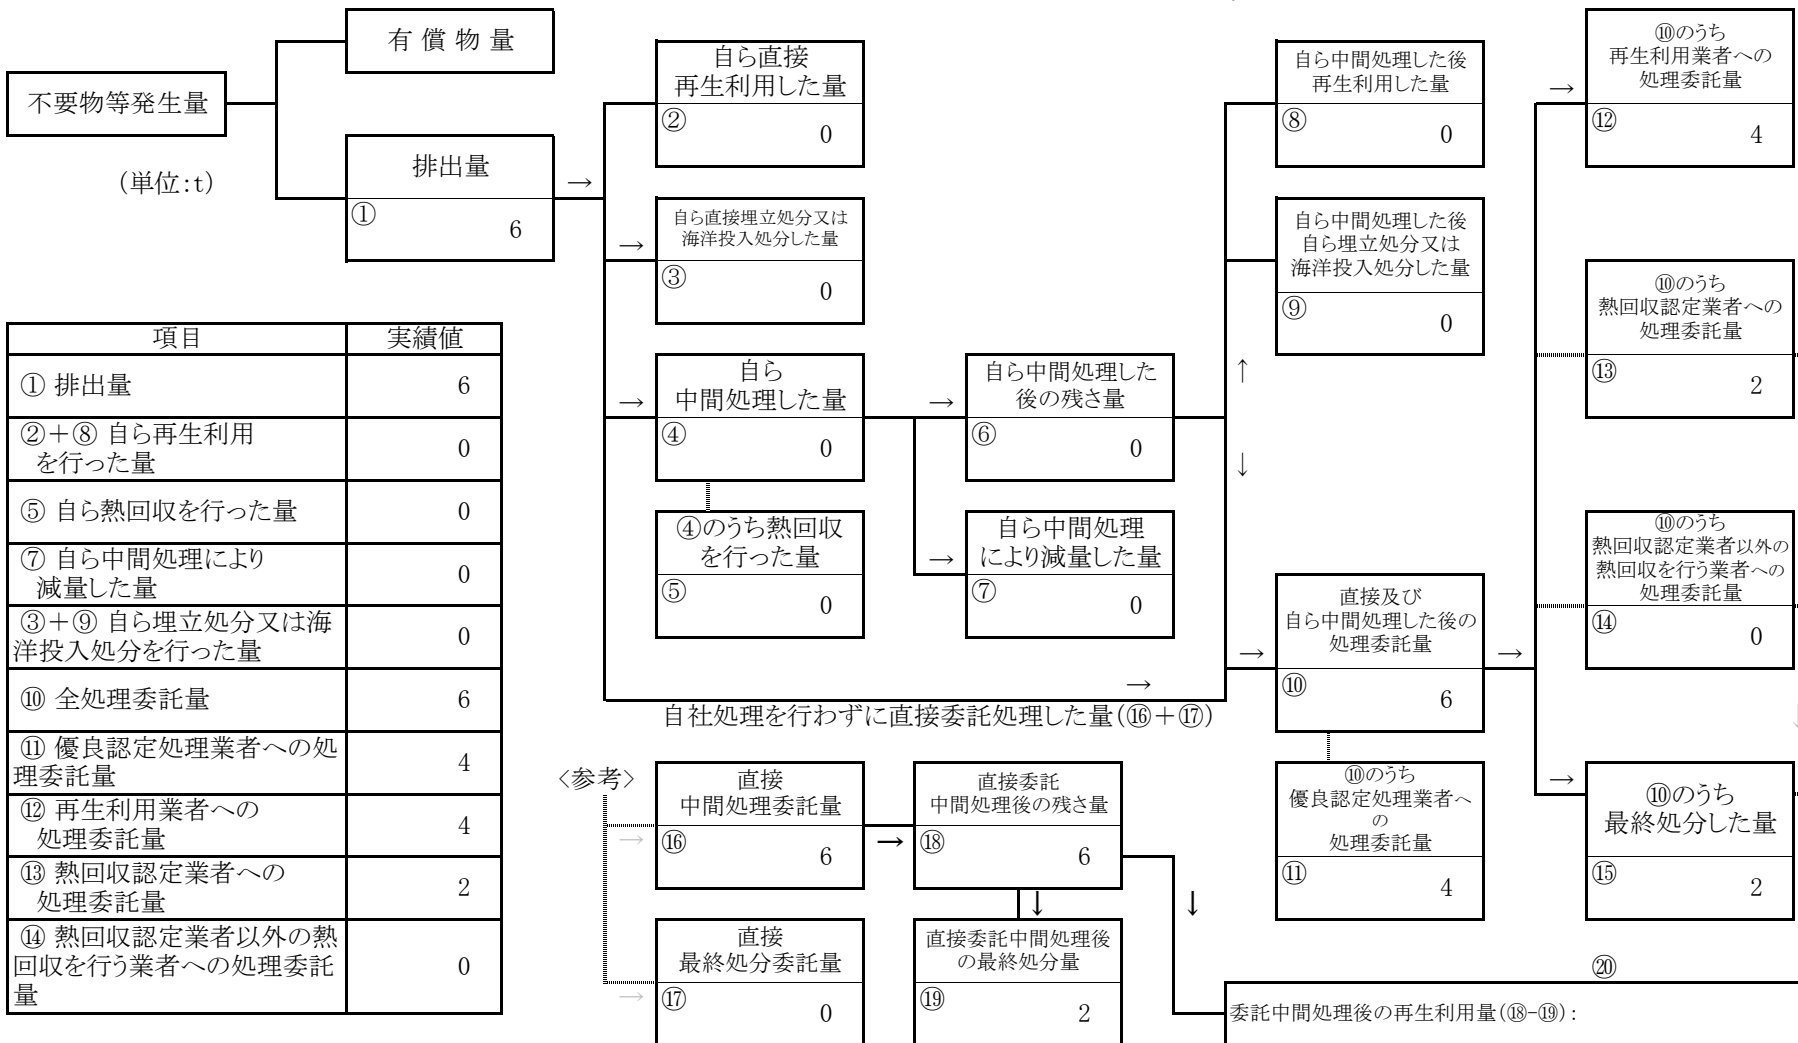 不要物等発生量
有償物量
排出量
①
6
(単位:t)
→
自ら直接
再生利用した量
②
0
→
自ら直接埋立処分又は
海洋投入処分した量
③
0
→
自ら
中間処理した量
④
0
④のうち熱回収
を行った量
⑤
0
→
自ら中間処理した
後の残さ量
⑥
0
→
自ら中間処理
により減量した量
⑦
0
↑
↓
自ら中間処理した後
再生利用した量
⑧
0
自ら中間処理した後
自ら埋立処分又は
海洋投入処分した量
⑨
0
→
自社処理を行わずに直接委託処理した量(⑯+⑰)
→
直接及び
自ら中間処理した後の
処理委託量
⑩
6
→
⑩のうち
優良認定処理業者へ
の
処理委託量
⑪
4
→
⑩のうち
再生利用業者への
処理委託量
⑫
4
⑩のうち
熱回収認定業者への
処理委託量
⑬
2
⑩のうち
熱回収認定業者以外の
熱回収を行う業者への
処理委託量
⑭
0
↓
→
⑩のうち
最終処分した量
⑮
2
項目 実績値
① 排出量 6
②+⑧ 自ら再生利用
を行った量 0
⑤ 自ら熱回収を行った量 0
⑦ 自ら中間処理により
減量した量 0
③+⑨ 自ら埋立処分又は海
洋投入処分を行った量 0
⑩ 全処理委託量 6
⑪ 優良認定処理業者への処
理委託量 4
⑫ 再生利用業者への
処理委託量 4
⑬ 熱回収認定業者への
処理委託量 2
⑭ 熱回収認定業者以外の熱
回収を行う業者への処理委託
量 0
<参考>
→
直接
中間処理委託量
⑯
6
→
直接委託
中間処理後の残さ量
⑱
6
↓
↓
→
直接
最終処分委託量
⑰
0
直接委託中間処理後
の最終処分量
⑲
2
⑳
委託中間処理後の再生利用量(⑱-⑲):